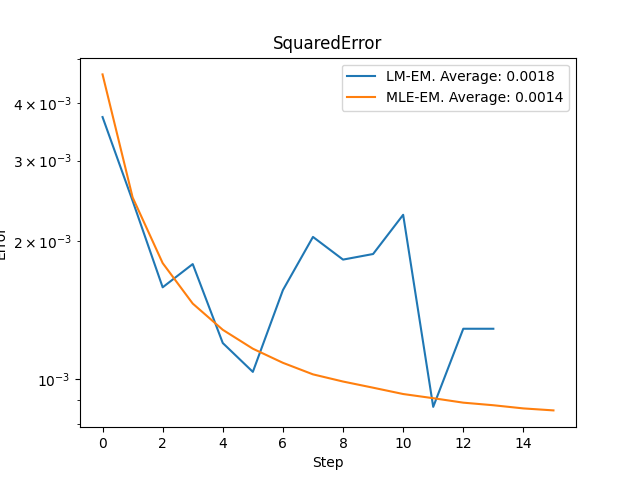 SquaredError
LM-EM. Average: 0.0018
MLE-EM. Average: 0.0014
4 × 10⁻³
3 × 10⁻³
2 × 10⁻³
10⁻³
Error
0 2 4 6 8 10 12 14
Step